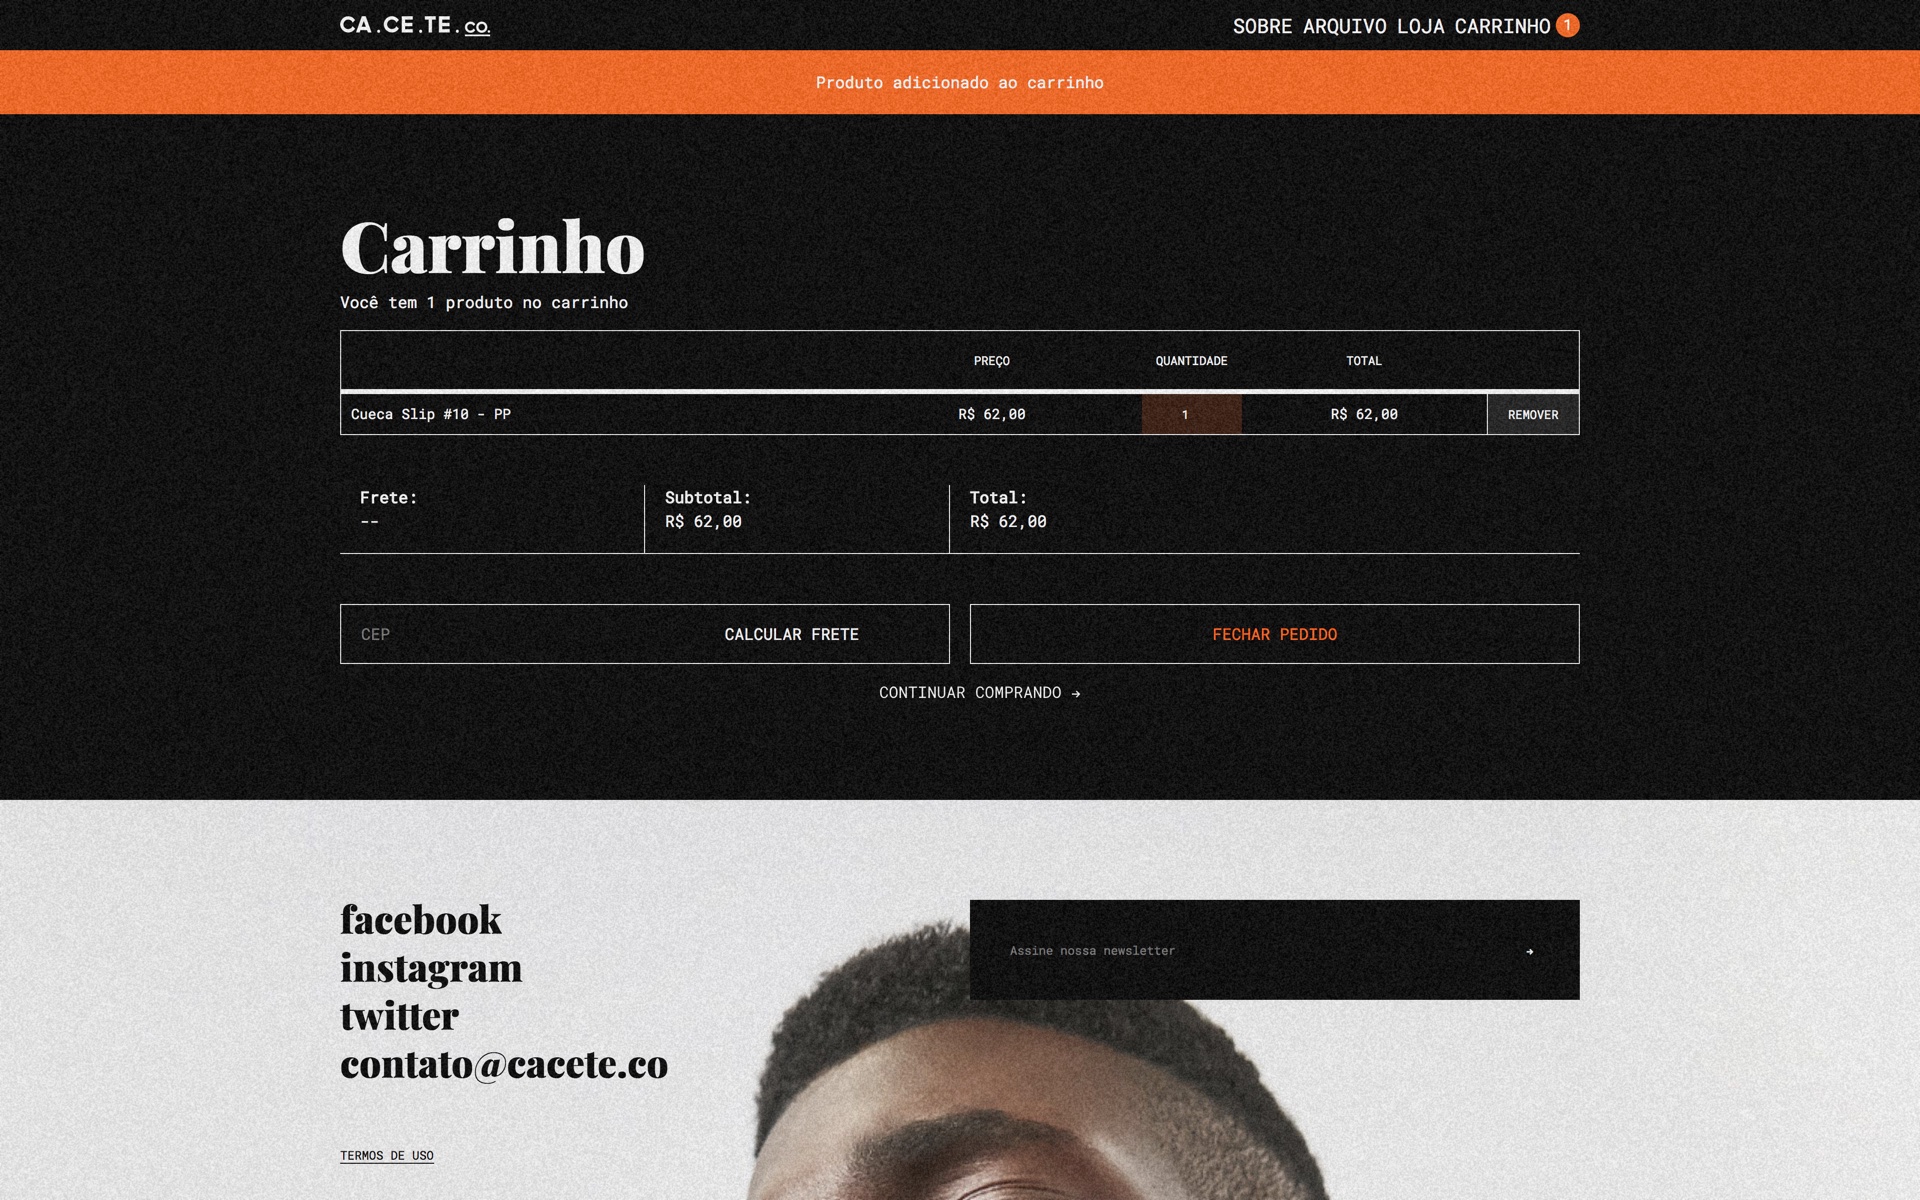 CA.CE.TE.co.
SOBRE ARQUIVO LOJA CARRINHO 1
Produto adicionado ao carrinho
Carrinho
Você tem 1 produto no carrinho
PREÇO QUANTIDADE TOTAL
Cueca Slip #10 - PP R$ 62,00 1 R$ 62,00 REMOVER
Frete: Subtotal: Total:
-- R$ 62,00 R$ 62,00
CEP CALCULAR FRETE FECHAR PEDIDO
CONTINUAR COMPRANDO →
facebook
Assine nossa newsletter →
instagram
twitter
contato@cacete.co
TERMOS DE USO